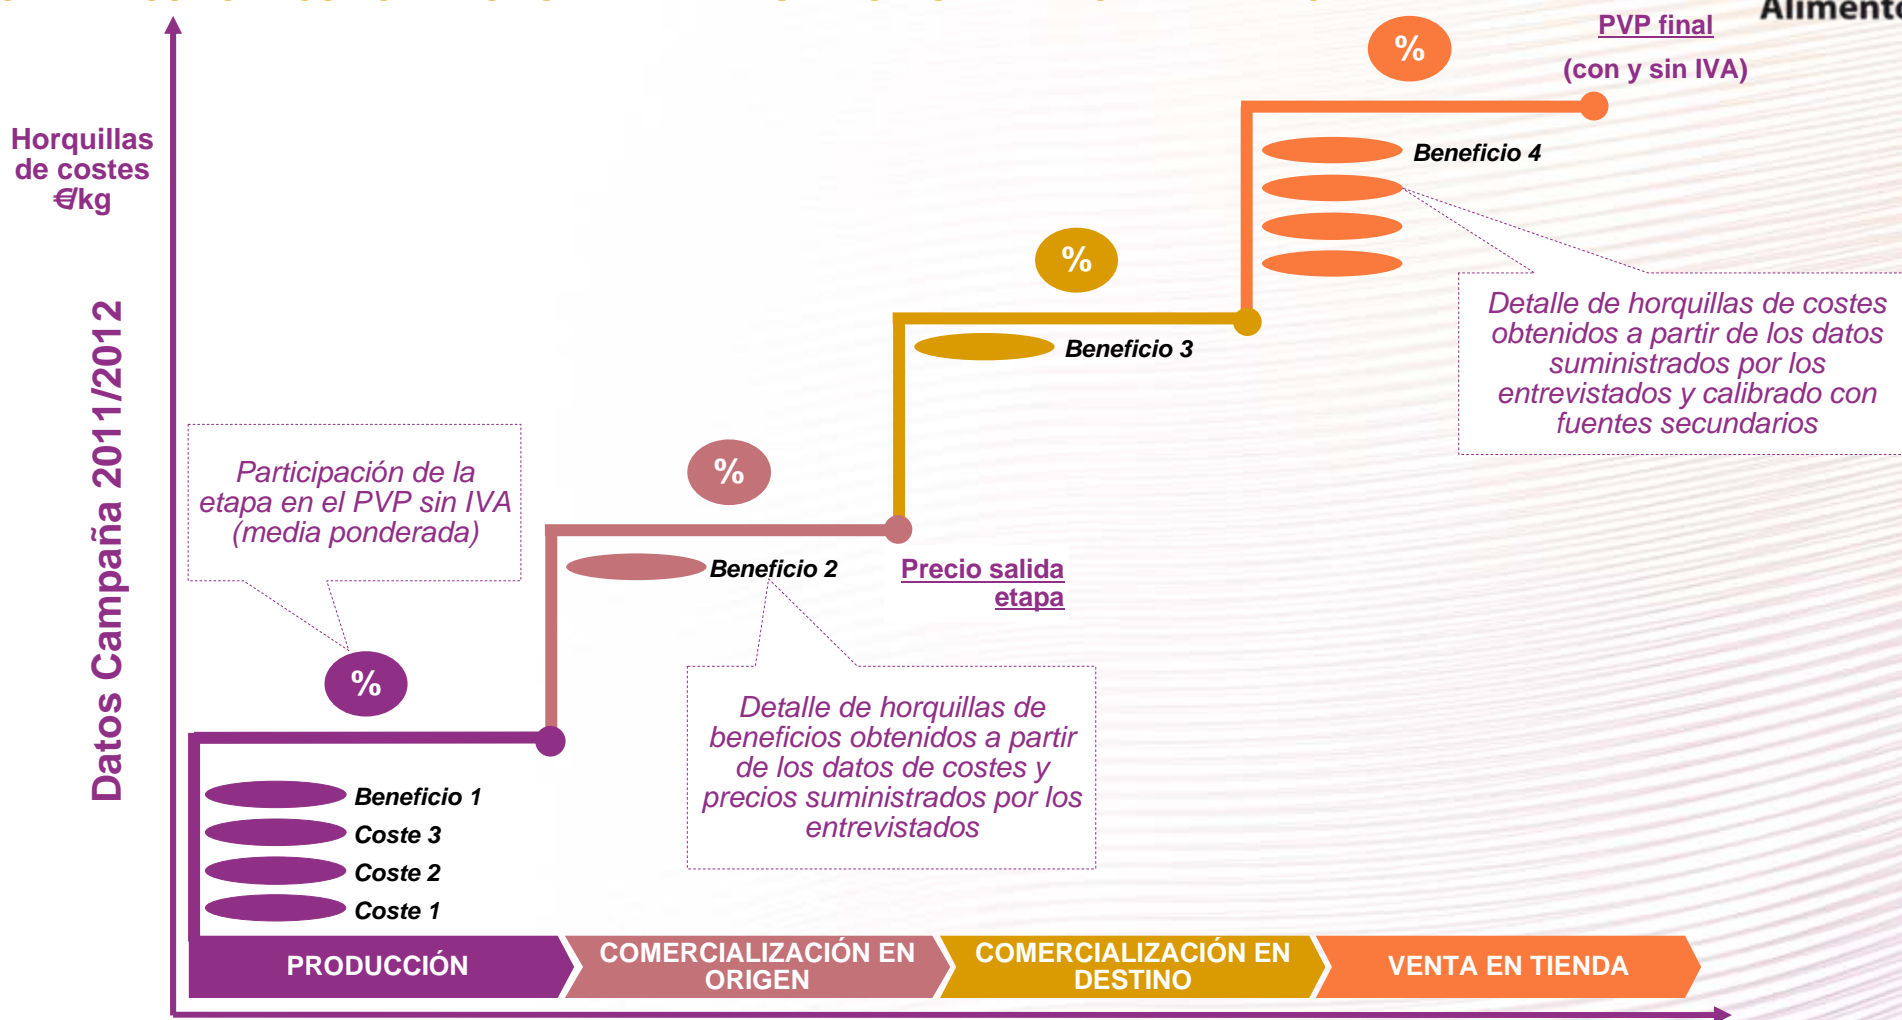 Alimento
PVP final
(con y sin IVA)
%
Horquillas
de costes
€/kg
Beneficio 4
%
Detalle de horquillas de costes
obtenidos a partir de los datos
suministrados por los
entrevistados y calibrado con
fuentes secundarios
Beneficio 3
Datos Campaña 2011/2012
Participación de la
etapa en el PVP sin IVA
(media ponderada)
%
Beneficio 2
Precio salida
etapa
%
Detalle de horquillas de
beneficios obtenidos a partir
de los datos de costes y
precios suministrados por los
entrevistados
Beneficio 1
Coste 3
Coste 2
Coste 1
PRODUCCIÓN
COMERCIALIZACIÓN EN
ORIGEN
COMERCIALIZACIÓN EN
DESTINO
VENTA EN TIENDA